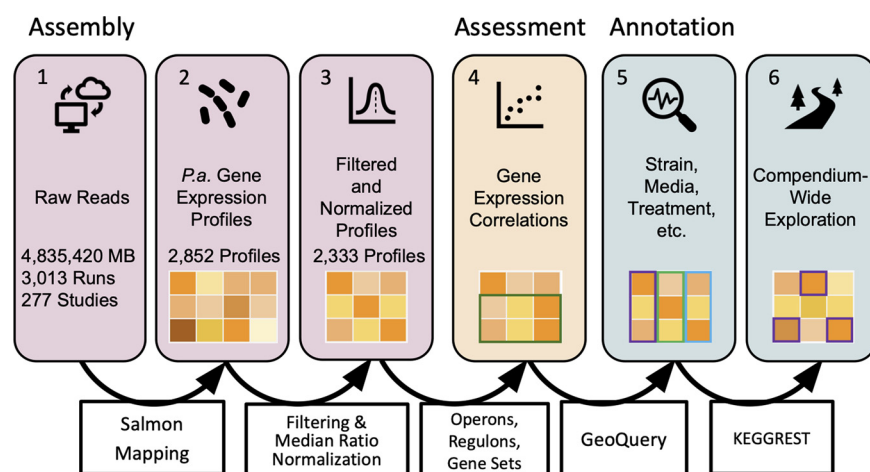 Assembly
Assessment
Annotation
1
Raw Reads
4,835,420 MB
3,013 Runs
277 Studies
2
P.a. Gene
Expression
Profiles
2,852 Profiles
3
Filtered
and
Normalized
Profiles
2,333 Profiles
4
Gene
Expression
Correlations
5
Strain,
Media,
Treatment,
etc.
6
Compendium-
Wide
Exploration
Salmon
Mapping
Filtering &
Median Ratio
Normalization
Operons,
Regulons,
Gene Sets
GeoQuery
KEGGREST